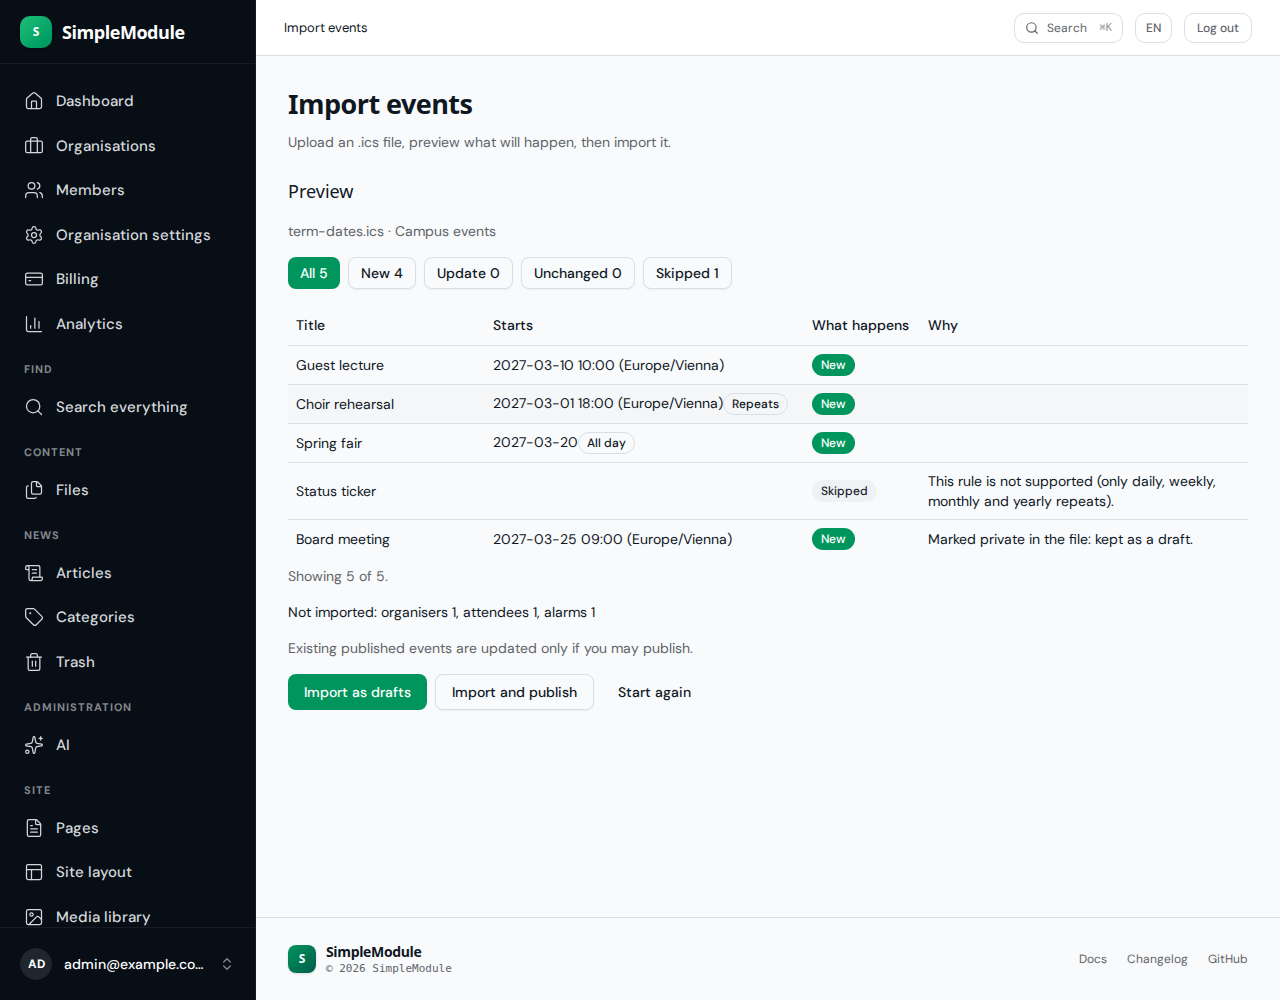 S SimpleModule
Dashboard
Organisations
Members
Organisation settings
Billing
Analytics
FIND
Search everything
CONTENT
Files
NEWS
Articles
Categories
Trash
ADMINISTRATION
AI
SITE
Pages
Site layout
Media library
AD admin@example.co...
Import events
Search ⌘K EN Log out
Import events
Upload an .ics file, preview what will happen, then import it.
Preview
term-dates.ics · Campus events
All 5 New 4 Update 0 Unchanged 0 Skipped 1
Title Starts What happens Why
Guest lecture 2027-03-10 10:00 (Europe/Vienna) New
Choir rehearsal 2027-03-01 18:00 (Europe/Vienna) Repeats New
Spring fair 2027-03-20 All day New
Status ticker Skipped This rule is not supported (only daily, weekly,
monthly and yearly repeats).
Board meeting 2027-03-25 09:00 (Europe/Vienna) New Marked private in the file: kept as a draft.
Showing 5 of 5.
Not imported: organisers 1, attendees 1, alarms 1
Existing published events are updated only if you may publish.
Import as drafts Import and publish Start again
S SimpleModule
© 2026 SimpleModule
Docs Changelog GitHub